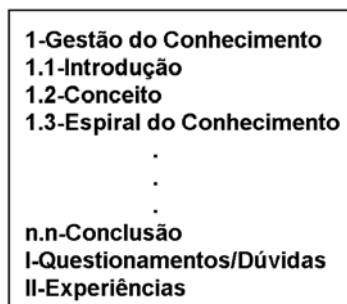 1-Gestão do Conhecimento
1.1-Introdução
1.2-Conceito
1.3-Espiral do Conhecimento
.
.
.
n.n-Conclusão
I-Questionamentos/Dúvidas
II-Experiências